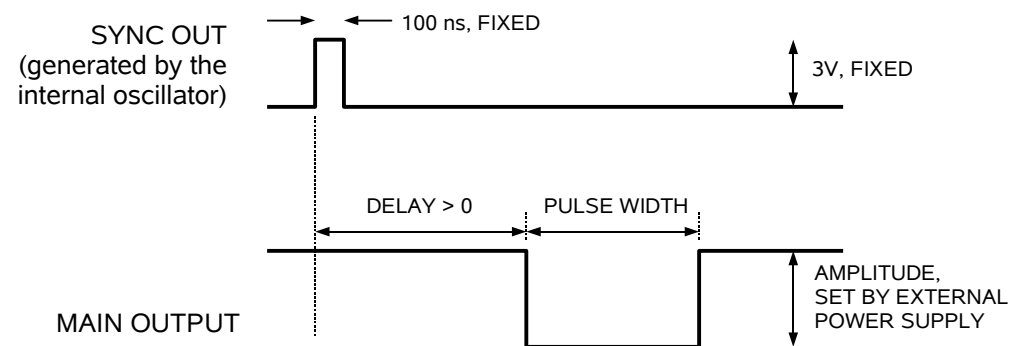 100 ns, FIXED
SYNC OUT
(generated by the
internal oscillator)
3V, FIXED
DELAY > 0
PULSE WIDTH
AMPLITUDE,
SET BY EXTERNAL
POWER SUPPLY
MAIN OUTPUT